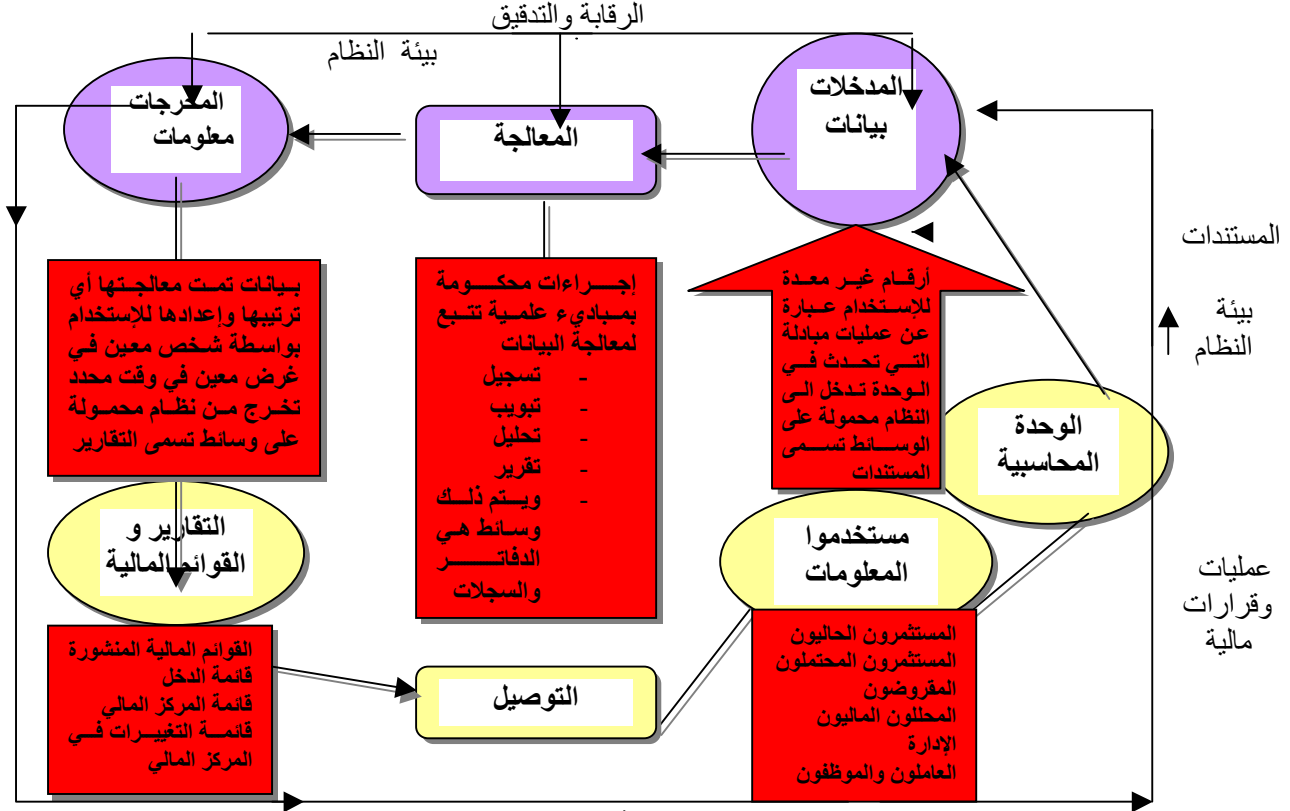 الرقابة والتدقيق
بيئة النظام
المدخلات
بيانات
المعالجة
المخرجات
معلومات
المستندات
بيئة
النظام
أرقام غير معدة
للإستخدام عبارة
عن عمليات مبادلة
التي تحدث في
الوحدة تدخل الى
النظام محمولة على
الوسائط تسمى
المستندات
إجراءات محكومة
بمباديء علمية تتبع
لمعالجة البيانات
- تسجيل
- تبويب
- تحليل
- تقرير
- ويتم ذلك
وسائط هي
الدفاتر
والسجلات
بيانات تمت معالجتها أي
ترتيبها وإعدادها للإستخدام
بواسطة شخص معين في
غرض معين في وقت محدد
تخرج من نظام محمولة
على وسائط تسمى التقارير
الوحدة
المحاسبية
مستخدموا
المعلومات
التقارير و
القوائم المالية
عمليات
وقرارات
مالية
المستثمرون الحاليون
المستثمرون المحتملون
المقروضون
المحللون الماليون
الإدارة
العاملون والموظفون
التوصيل
القوائم المالية المنشورة
قائمة الدخل
قائمة المركز المالي
قائمة التغييرات في
المركز المالي